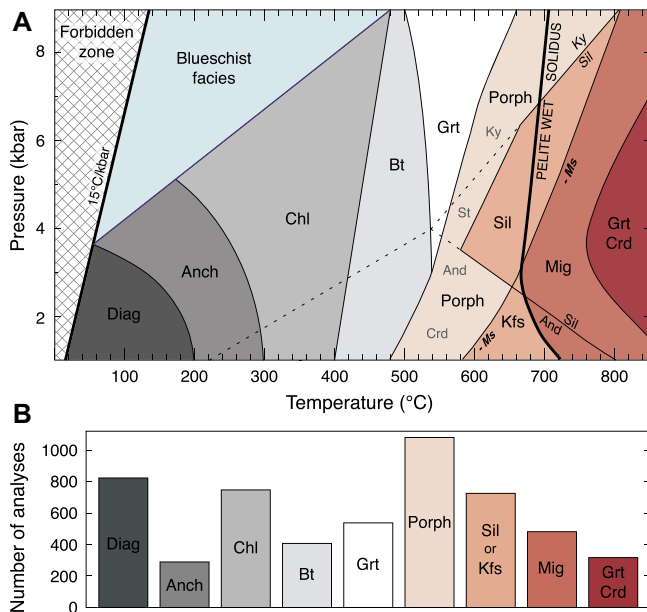 A
Forbidden
zone
Blueschist
facies
15°C/kbar
Diag
Anch
Chl
Bt
Grt
Porph
Ky
St
And
Porph
Crd
Sil
Kfs
- Ms
PELITE WET
SOLIDUS
Ky
Sil
- Ms
Mig
And
Sil
Grt
Crd
Pressure (kbar)
8
6
4
2
100 200 300 400 500 600 700 800
Temperature (°C)
B
Number of analyses
1000
800
600
400
200
0
Diag
Anch
Chl
Bt
Grt
Porph
Sil
or
Kfs
Mig
Grt
Crd